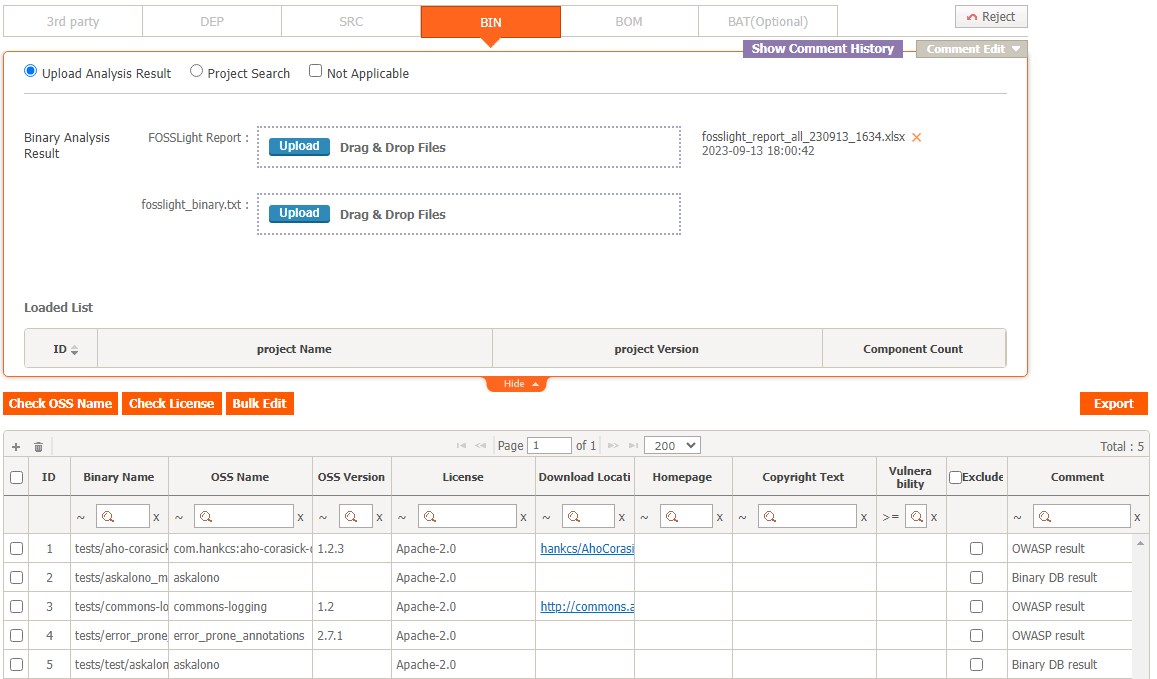 3rd party DEP SRC BIN BOM BAT(Optional) Reject
Show Comment History Comment Edit
Upload Analysis Result Project Search Not Applicable
Binary Analysis
Result
FOSSLight Report : Upload Drag & Drop Files
fosslight_report_all_230913_1634.xlsx
2023-09-13 18:00:42
fosslight_binary.txt : Upload Drag & Drop Files
Loaded List
ID project Name project Version Component Count
Hide
Check OSS Name Check License Bulk Edit Export
+ Page 1 of 1 200 Total : 5
ID Binary Name OSS Name OSS Version License Download Locati Homepage Copyright Text Vulnera
bility Exclude Comment
~ x ~ x ~ x ~ x ~ x ~ x ~ x >= x ~ x
1 tests/aho-corasick com.hankcs:aho-corasick- 1.2.3 Apache-2.0 hankcs/AhoCorasi OWASP result
2 tests/askalono_m askalono Apache-2.0 Binary DB result
3 tests/commons-lo commons-logging 1.2 Apache-2.0 http://commons.a OWASP result
4 tests/error_prone error_prone_annotations 2.7.1 Apache-2.0 OWASP result
5 tests/test/askalon askalono Apache-2.0 Binary DB result